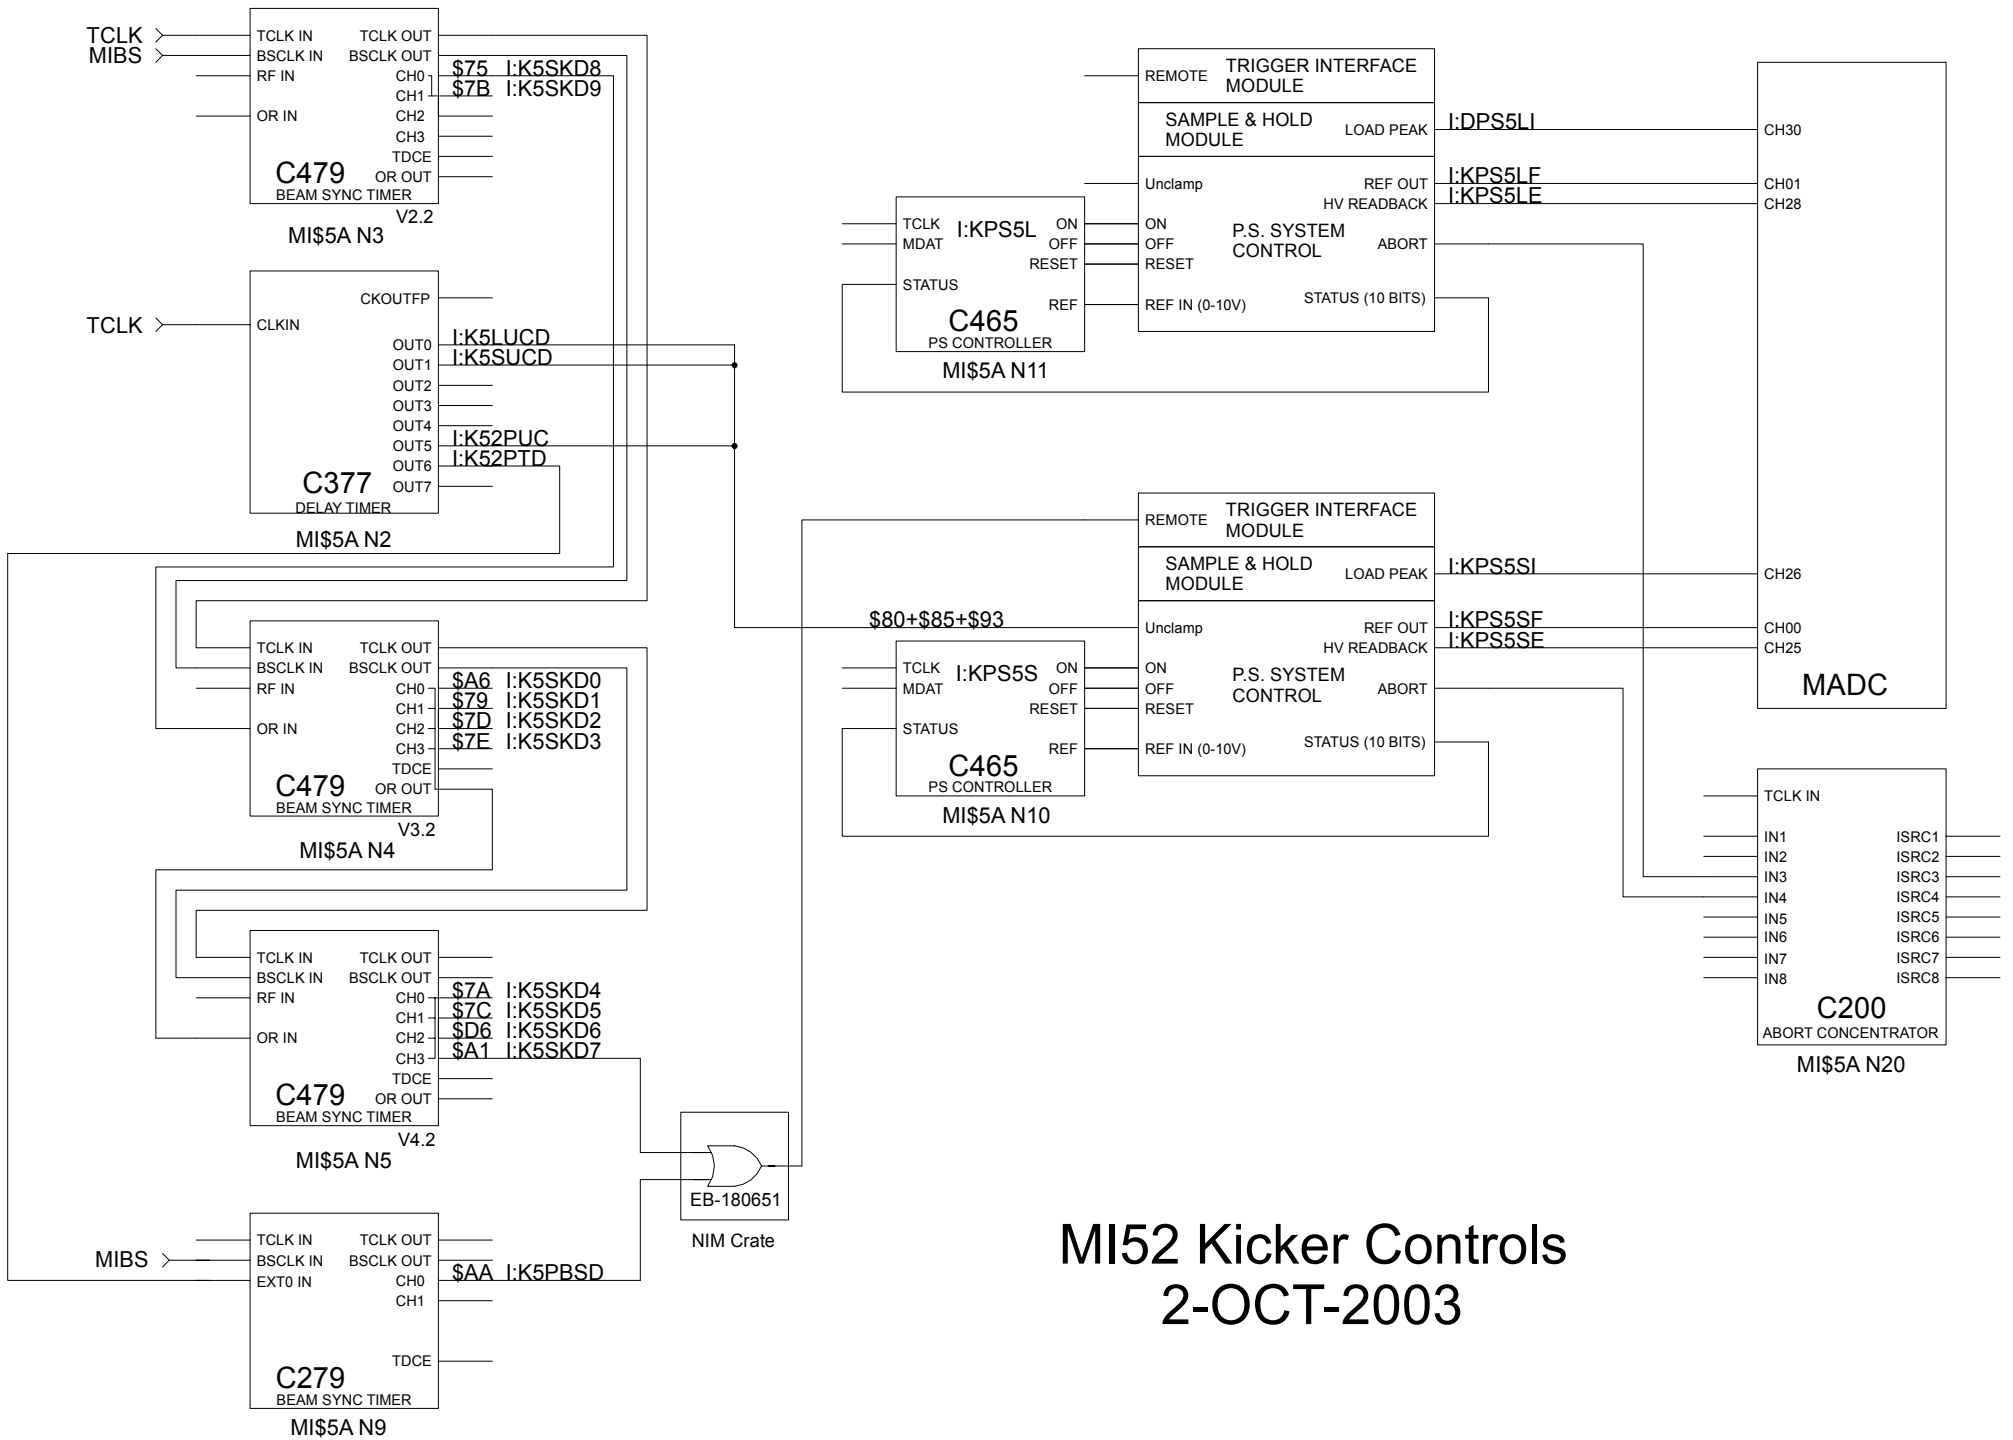 TCLK
MIBS
TCLK IN TCLK OUT
BSCLK IN BSCLK OUT
RF IN CH0 $75 I:K5SKD8
CH1 $7B I:K5SKD9
OR IN CH2
CH3
TDCE
C479 OR OUT
BEAM SYNC TIMER
V2.2
MI$5A N3
CKOUTFP
TCLK CLKIN
OUT0 I:K5LUCD
OUT1 I:K5SUCD
OUT2
OUT3
OUT4
OUT5 I:K52PUC
OUT6 I:K52PTD
C377 OUT7
DELAY TIMER
MI$5A N2
TCLK IN TCLK OUT
BSCLK IN BSCLK OUT
RF IN CH0 $A6 I:K5SKD0
CH1 $79 I:K5SKD1
OR IN CH2 $7D I:K5SKD2
CH3 $7E I:K5SKD3
TDCE
C479 OR OUT
BEAM SYNC TIMER
V3.2
MI$5A N4
TCLK IN TCLK OUT
BSCLK IN BSCLK OUT
RF IN CH0 $7A I:K5SKD4
CH1 $7C I:K5SKD5
OR IN CH2 $D6 I:K5SKD6
CH3 $A1 I:K5SKD7
TDCE
C479 OR OUT
BEAM SYNC TIMER
V4.2
MI$5A N5
MIBS
TCLK IN TCLK OUT
BSCLK IN BSCLK OUT
EXT0 IN CH0 $AA I:K5PBSD
CH1
TDCE
C279
BEAM SYNC TIMER
MI$5A N9
EB-180651
NIM Crate
REMOTE TRIGGER INTERFACE
MODULE
SAMPLE & HOLD
MODULE
LOAD PEAK I:DPS5LI
Unclamp REF OUT I:KPS5LF
HV READBACK I:KPS5LE
P.S. SYSTEM
CONTROL
ON ABORT
OFF
RESET
REF IN (0-10V) STATUS (10 BITS)
TCLK I:KPS5L ON
MDAT OFF
RESET
STATUS
REF
C465
PS CONTROLLER
MI$5A N11
REMOTE TRIGGER INTERFACE
MODULE
SAMPLE & HOLD
MODULE
LOAD PEAK I:KPS5SI
$80+$85+$93
Unclamp REF OUT I:KPS5SF
HV READBACK I:KPS5SE
P.S. SYSTEM
CONTROL
ON ABORT
OFF
RESET
REF IN (0-10V) STATUS (10 BITS)
TCLK I:KPS5S ON
MDAT OFF
RESET
STATUS
REF
C465
PS CONTROLLER
MI$5A N10
CH30
CH01
CH28
CH26
CH00
CH25
MADC
TCLK IN
IN1 ISRC1
IN2 ISRC2
IN3 ISRC3
IN4 ISRC4
IN5 ISRC5
IN6 ISRC6
IN7 ISRC7
IN8 ISRC8
C200
ABORT CONCENTRATOR
MI$5A N20
MI52 Kicker Controls
2-OCT-2003